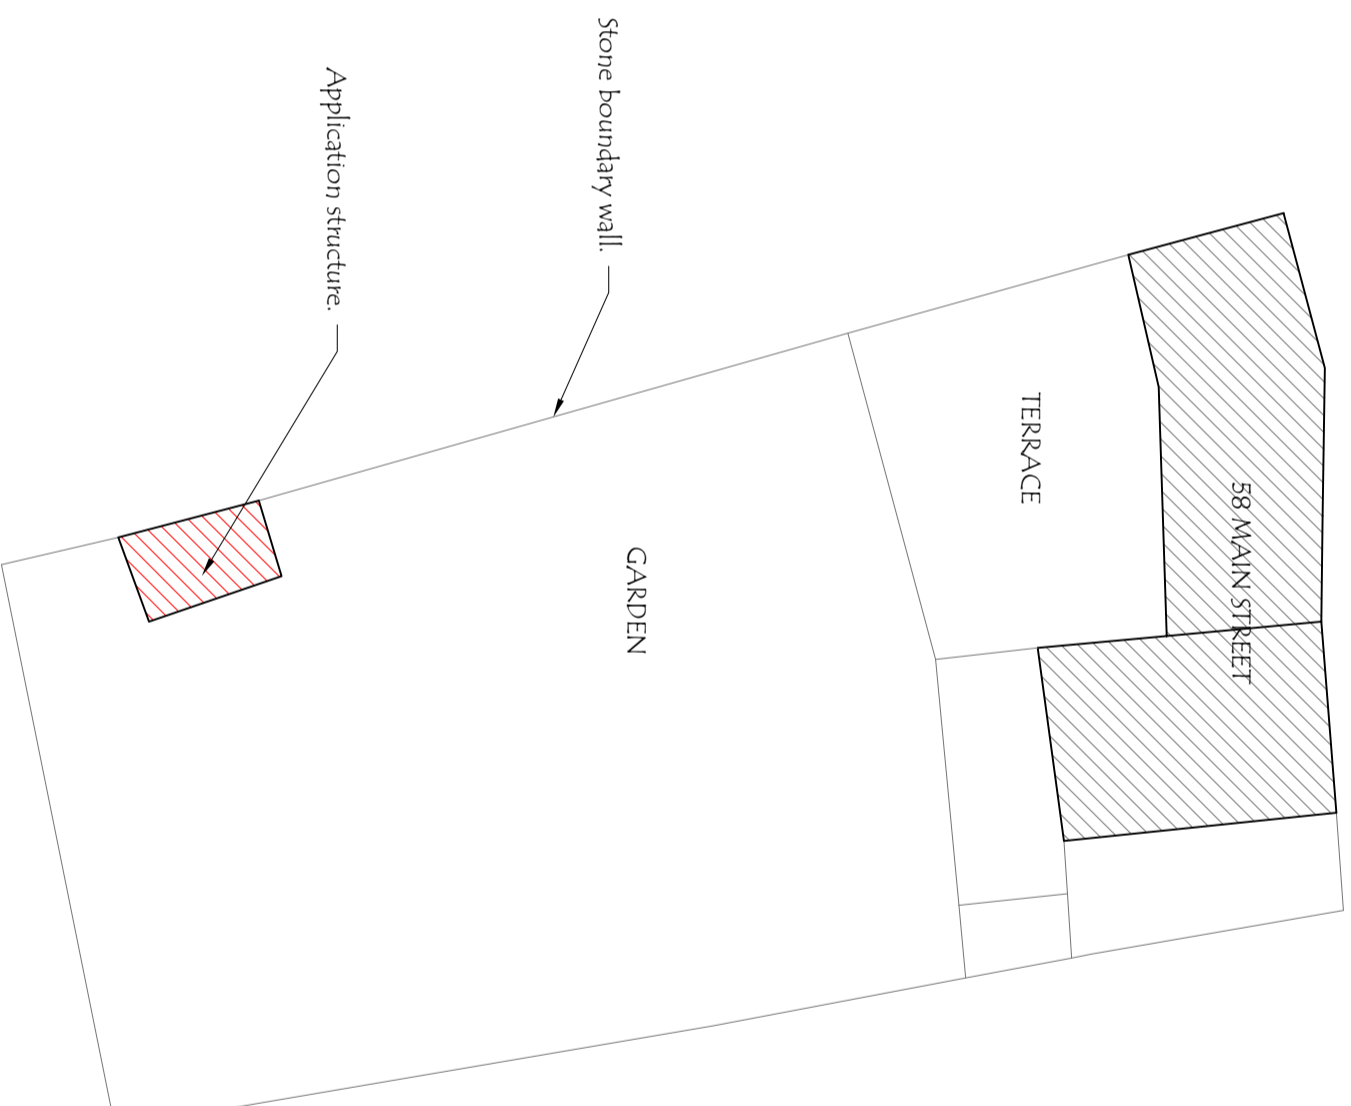 58 MAIN STREET
TERRACE
GARDEN
Stone boundary wall.
Application structure.